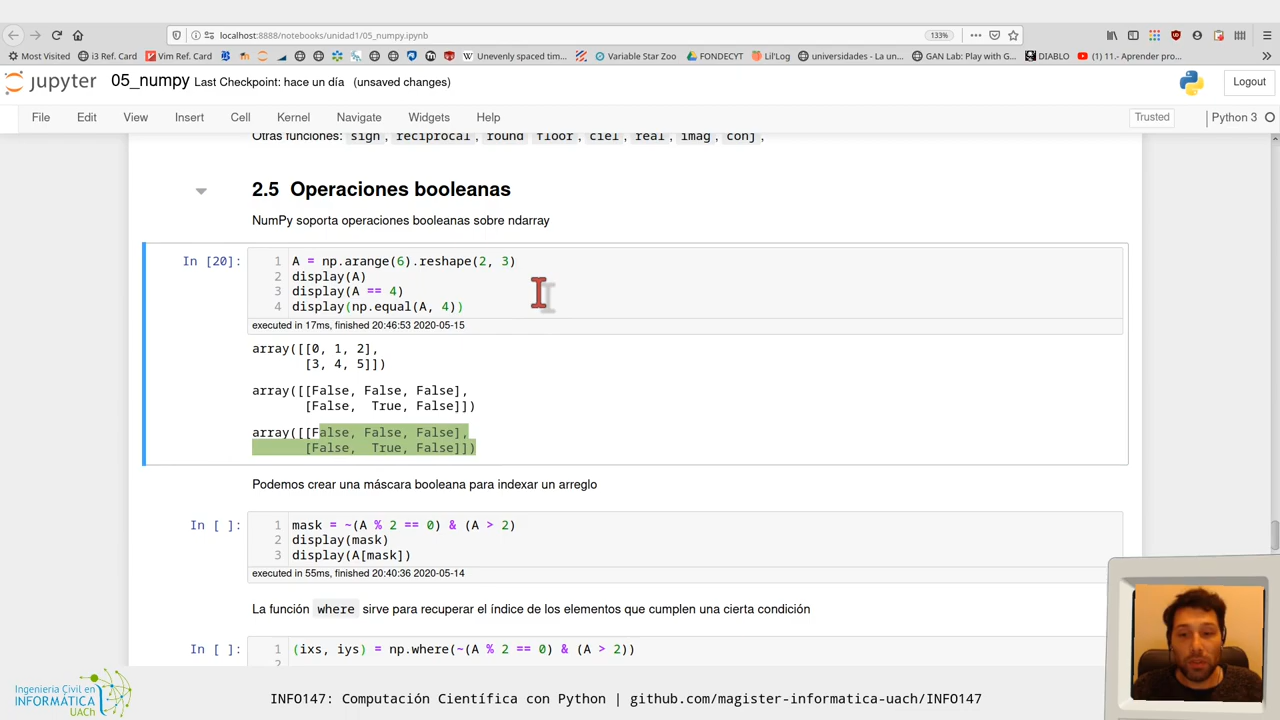 localhost:8888/notebooks/unidad1/05_numpy.ipynb
133%
Most Visited
i3 Ref. Card
Vim Ref. Card
Unevenly spaced tim...
Variable Star Zoo
FONDECYT
Lil'Log
universidades - La un...
GAN Lab: Play with G...
DIABLO
(1) 11.- Aprender pro...
jupyter
05_numpy
Last Checkpoint: hace un día
(unsaved changes)
Logout
File
Edit
View
Insert
Cell
Kernel
Navigate
Widgets
Help
Trusted
Python 3
Otras funciones: sign, reciprocal, round floor, ciel, real, imag, conj,
2.5 Operaciones booleanas
NumPy soporta operaciones booleanas sobre ndarray
In [20]:
1 A = np.arange(6).reshape(2, 3)
2 display(A)
3 display(A == 4)
4 display(np.equal(A, 4))
executed in 17ms, finished 20:46:53 2020-05-15
array([[0, 1, 2],
[3, 4, 5]])
array([[False, False, False],
[False, True, False]])
array([[False, False, False],
[False, True, False]])
Podemos crear una máscara booleana para indexar un arreglo
In [ ]:
1 mask = ~(A % 2 == 0) & (A > 2)
2 display(mask)
3 display(A[mask])
executed in 55ms, finished 20:40:36 2020-05-14
La función where sirve para recuperar el índice de los elementos que cumplen una cierta condición
In [ ]:
1 (ixs, iys) = np.where(~(A % 2 == 0) & (A > 2))
2
Ingeniería Civil en
INFORMÁTICA
UACh
INFO147: Computación Científica con Python | github.com/magister-informatica-uach/INFO147